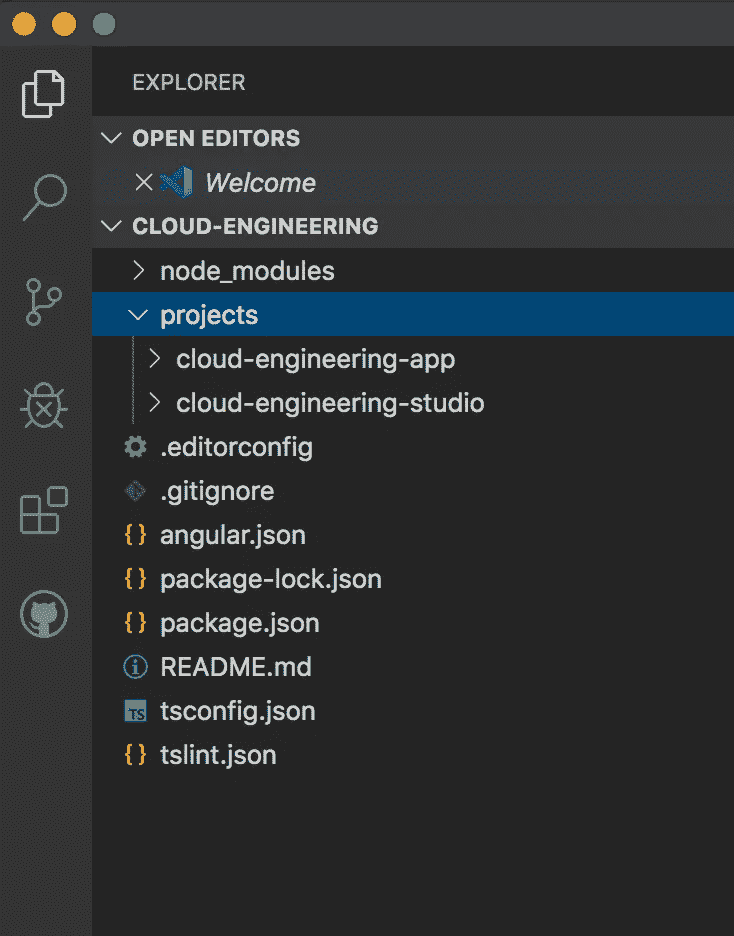 EXPLORER
OPEN EDITORS
Welcome
CLOUD-ENGINEERING
node_modules
projects
cloud-engineering-app
cloud-engineering-studio
.editorconfig
.gitignore
{} angular.json
{} package-lock.json
{} package.json
README.md
TS tsconfig.json
{} tslint.json